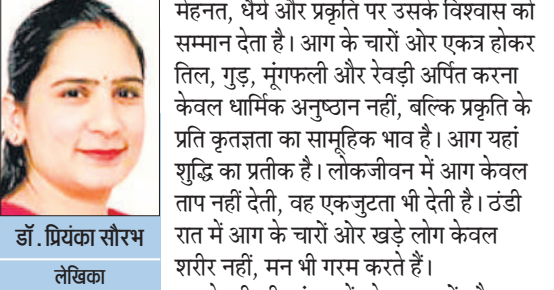 मेहनत, धैर्य और प्रकृति पर उसके विश्वास को
सम्मान देता है। आग के चारों ओर एकत्र होकर
तिल, गुड़, मूंगफली और रेवड़ी अर्पित करना
केवल धार्मिक अनुष्ठान नहीं, बल्कि प्रकृति के
प्रति कृतज्ञता का सामूहिक भाव है। आग यहां
शुद्धि का प्रतीक है। लोकजीवन में आग केवल
ताप नहीं देती, वह एकजुटता भी देती है। ठंडी
रात में आग के चारों ओर खड़े लोग केवल
शरीर नहीं, मन भी गरम करते हैं।
डॉ.प्रियंका सौरभ
लेखिका